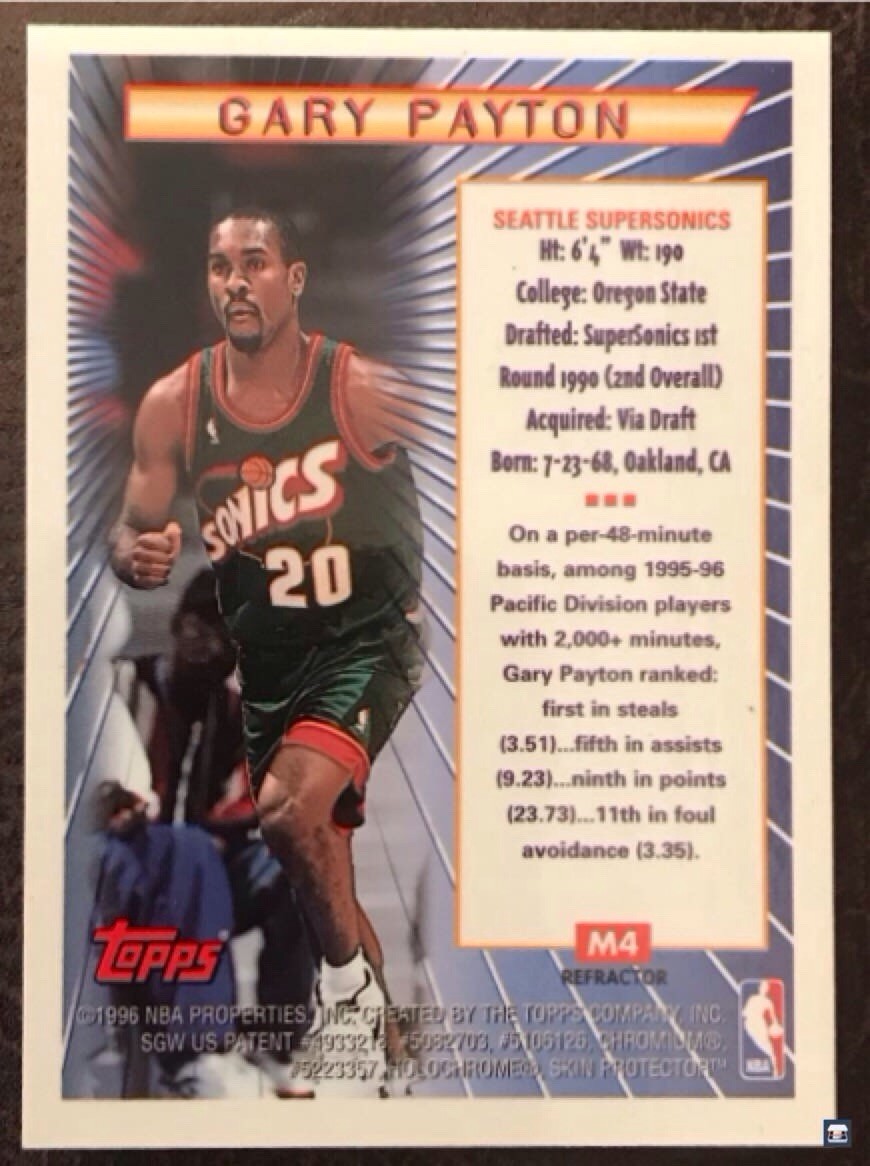 GARY PAYTON
SEATTLE SUPERSONICS
Ht: 6'4" Wt: 190
College: Oregon State
Drafted: SuperSonics 1st
Round 1990 (2nd Overall)
Acquired: Via Draft
Born: 7-23-68, Oakland, CA
On a per-48-minute
basis, among 1995-96
Pacific Division players
with 2,000+ minutes,
Gary Payton ranked:
first in steals
(3.51)...fifth in assists
(9.23)...ninth in points
(23.73)...11th in foul
avoidance (3.35).
SONICS
20
TOPPS
M4
REFRACTOR
©1996 NBA PROPERTIES, INC. CREATED BY THE TOPPS COMPANY, INC.
SGW US PATENT #5082703, #5106126, CHROMIUM®,
#5223357, HOLOCHROME®, SKIN PROTECTOR™
NBA